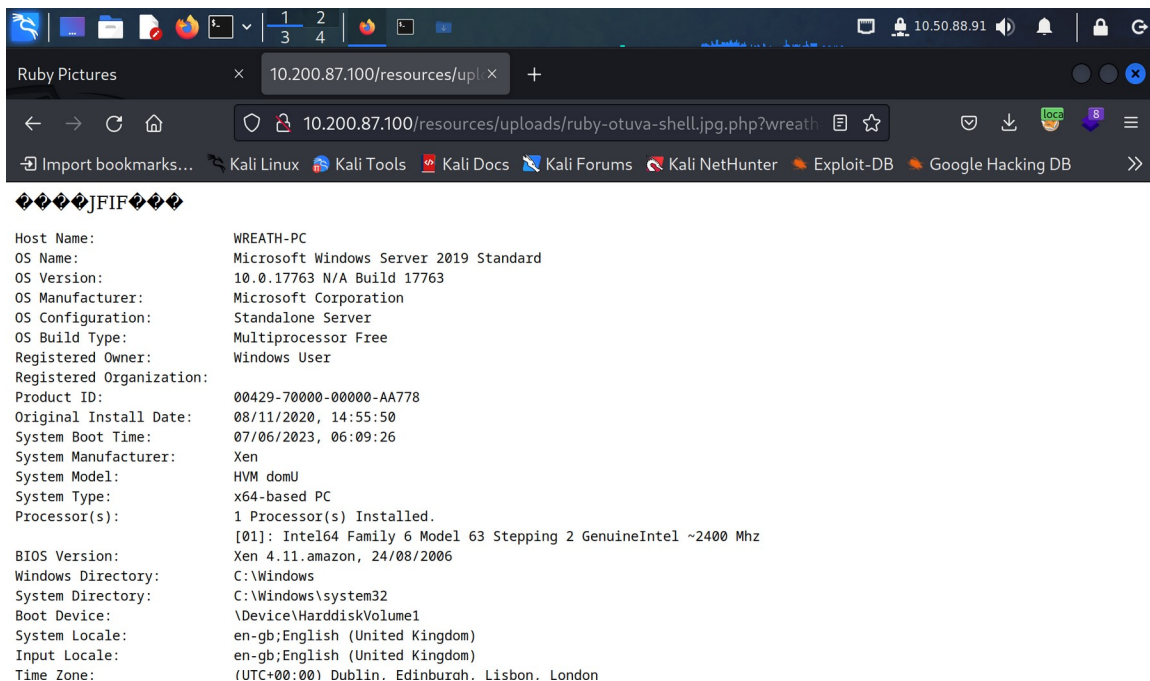 1 2
3 4
10.50.88.91
Ruby Pictures
10.200.87.100/resources/uplo
10.200.87.100/resources/uploads/ruby-otuva-shell.jpg.php?wreath
loca
8
Import bookmarks... Kali Linux Kali Tools Kali Docs Kali Forums Kali NetHunter Exploit-DB Google Hacking DB
����JFIF���
Host Name: WREATH-PC
OS Name: Microsoft Windows Server 2019 Standard
OS Version: 10.0.17763 N/A Build 17763
OS Manufacturer: Microsoft Corporation
OS Configuration: Standalone Server
OS Build Type: Multiprocessor Free
Registered Owner: Windows User
Registered Organization:
Product ID: 00429-70000-00000-AA778
Original Install Date: 08/11/2020, 14:55:50
System Boot Time: 07/06/2023, 06:09:26
System Manufacturer: Xen
System Model: HVM domU
System Type: x64-based PC
Processor(s): 1 Processor(s) Installed.
[01]: Intel64 Family 6 Model 63 Stepping 2 GenuineIntel ~2400 Mhz
BIOS Version: Xen 4.11.amazon, 24/08/2006
Windows Directory: C:\Windows
System Directory: C:\Windows\system32
Boot Device: \Device\HarddiskVolume1
System Locale: en-gb;English (United Kingdom)
Input Locale: en-gb;English (United Kingdom)
Time Zone: (UTC+00:00) Dublin, Edinburgh, Lisbon, London